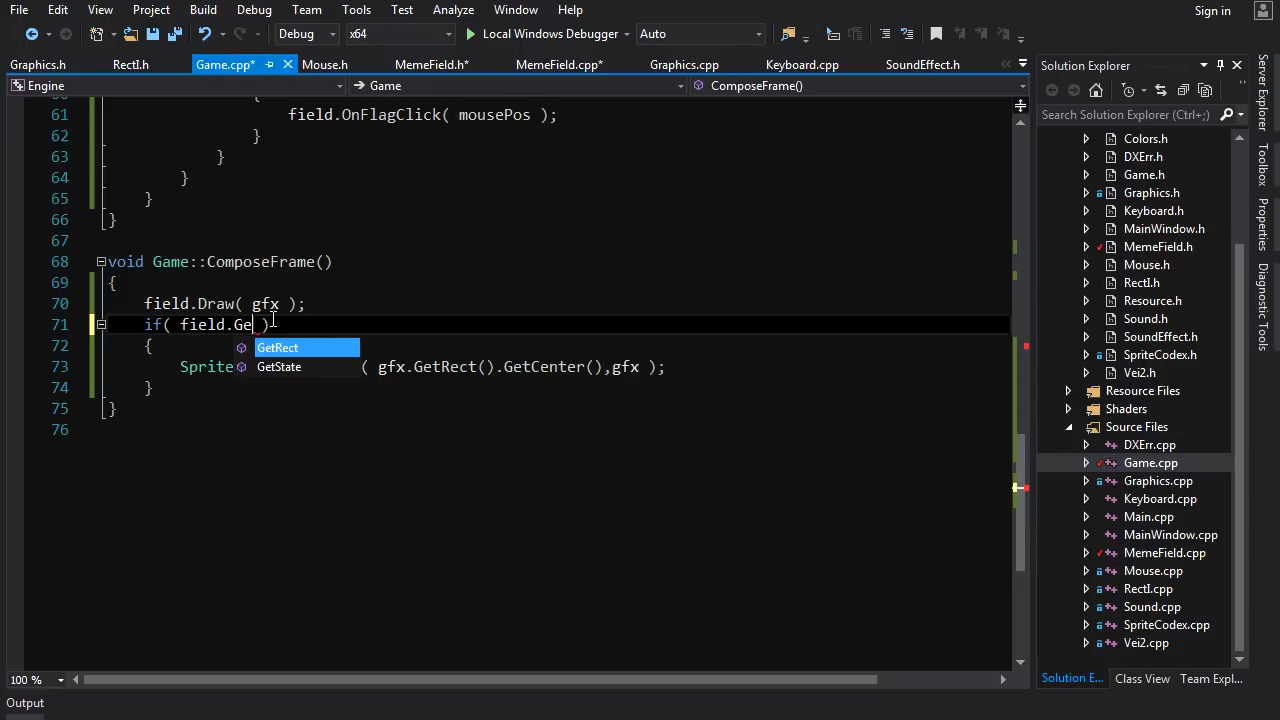 File Edit View Project Build Debug Team Tools Test Analyze Window Help Sign in
Debug x64 Local Windows Debugger Auto
Graphics.h RectI.h Game.cpp* Mouse.h MemeField.h* MemeField.cpp* Graphics.cpp Keyboard.cpp SoundEffect.h
Engine Game ComposeFrame()
{
61 field.OnFlagClick( mousePos );
62 }
63 }
64 }
65 }
66 }
67
68 void Game::ComposeFrame()
69 {
70 field.Draw( gfx );
71 if( field.Ge )
72 {
73 Sprite ( gfx.GetRect().GetCenter(),gfx );
74 }
75 }
76
GetRect
GetState
100 %
Output
Solution Explorer
Search Solution Explorer (Ctrl+;)
Colors.h
DXErr.h
Game.h
Graphics.h
Keyboard.h
MainWindow.h
MemeField.h
Mouse.h
RectI.h
Resource.h
Sound.h
SoundEffect.h
SpriteCodex.h
Vei2.h
Resource Files
Shaders
Source Files
DXErr.cpp
Game.cpp
Graphics.cpp
Keyboard.cpp
Main.cpp
MainWindow.cpp
MemeField.cpp
Mouse.cpp
RectI.cpp
Sound.cpp
SpriteCodex.cpp
Vei2.cpp
Solution E... Class View Team Expl...
Server Explorer
Toolbox
Properties
Diagnostic Tools